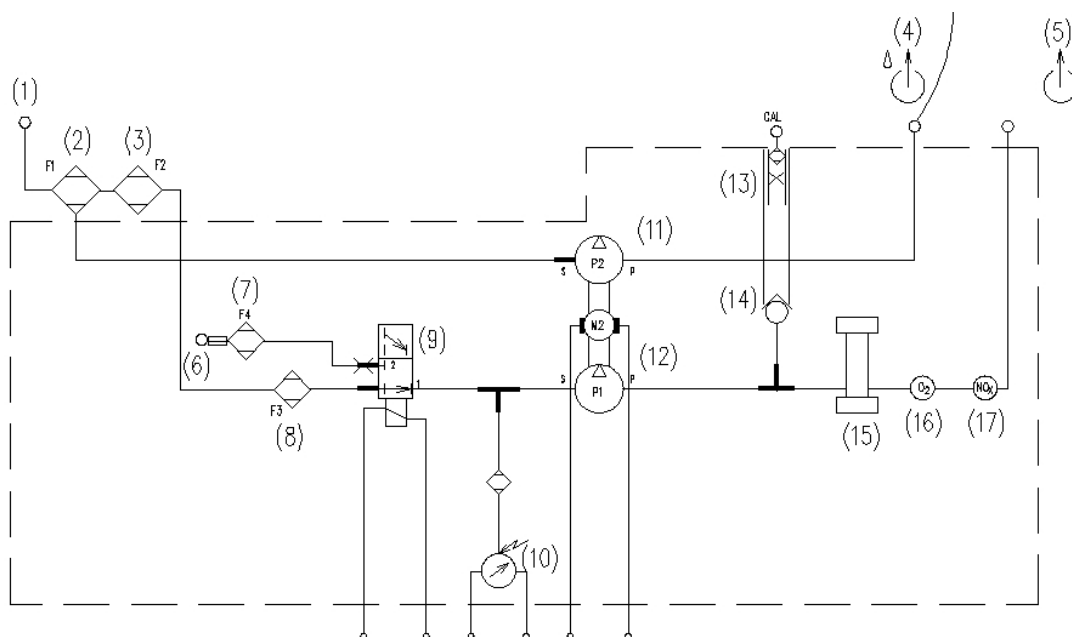 (4)
(5)
(1)
(2)
(3)
CAL
F1
F2
(13)
(11)
P2
S
P
(7)
F4
(14)
(9)
M2
(6)
2
(12)
1
S
P
P1
O₂
NOₓ
F3
(8)
(15)
(16)
(17)
(10)